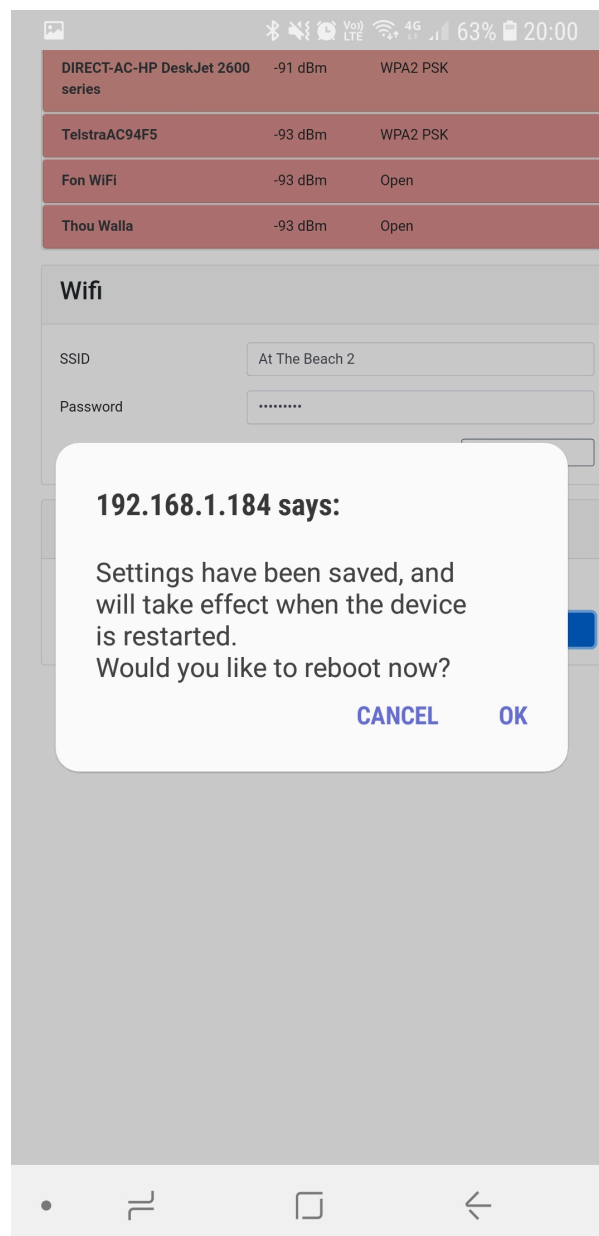 Vo)) 4G 63% 20:00
LTE
DIRECT-AC-HP DeskJet 2600 -91 dBm WPA2 PSK
series
TelstraAC94F5 -93 dBm WPA2 PSK
Fon WiFi -93 dBm Open
Thou Walla -93 dBm Open
Wifi
SSID At The Beach 2
Password •••••••••
192.168.1.184 says:
Settings have been saved, and
will take effect when the device
is restarted.
Would you like to reboot now?
CANCEL OK